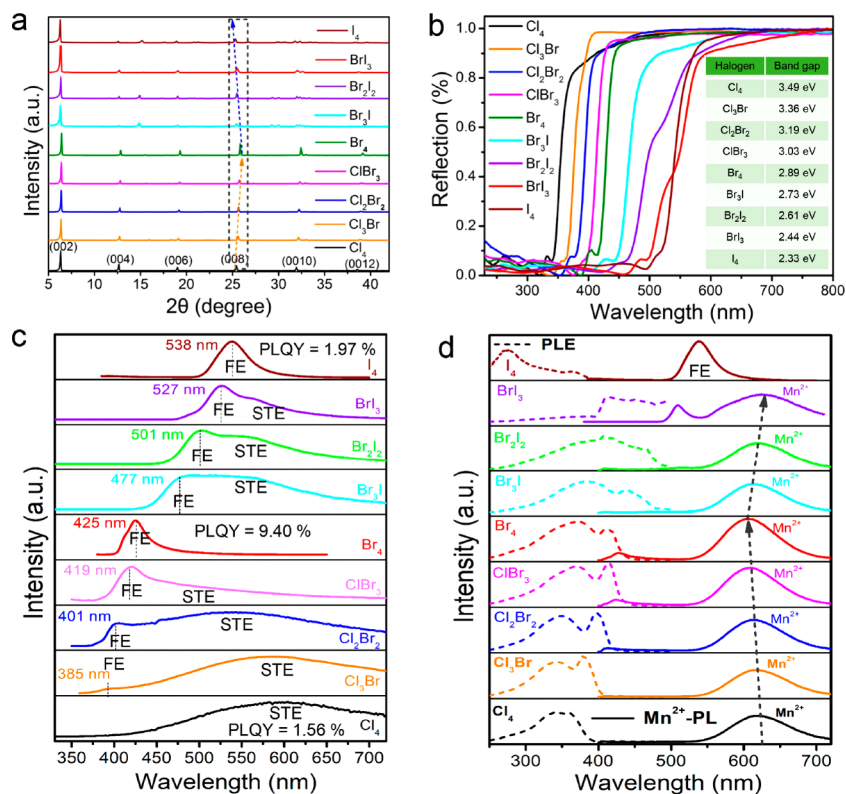 a
Intensity (a.u.)
I₄
BrI₃
Br₂I₂
Br₃I
Br₄
ClBr₃
Cl₂Br₂
Cl₃Br
Cl₄
(002)
(004)
(006)
(008)
(0010)
(0012)
5 10 15 20 25 30 35 40
2θ (degree)
b
Reflection (%)
1.0
0.8
0.6
0.4
0.2
0.0
Cl₄
Cl₃Br
Cl₂Br₂
ClBr₃
Br₄
Br₃I
Br₂I₂
BrI₃
I₄
Halogen Band gap
Cl₄ 3.49 eV
Cl₃Br 3.36 eV
Cl₂Br₂ 3.19 eV
ClBr₃ 3.03 eV
Br₄ 2.89 eV
Br₃I 2.73 eV
Br₂I₂ 2.61 eV
BrI₃ 2.44 eV
I₄ 2.33 eV
300 400 500 600 700 800
Wavelength (nm)
c
Intensity (a.u.)
538 nm PLQY = 1.97 %
FE I₄
527 nm
FE STE BrI₃
501 nm
FE STE Br₂I₂
477 nm
FE STE Br₃I
425 nm
FE PLQY = 9.40 %
Br₄
419 nm
FE STE ClBr₃
401 nm
FE STE Cl₂Br₂
FE
385 nm STE Cl₃Br
STE
PLQY = 1.56 % Cl₄
350 400 450 500 550 600 650 700
Wavelength (nm)
d
Intensity (a.u.)
PLE
I₄ FE
BrI₃ Mn²⁺
Br₂I₂ Mn²⁺
Br₃I Mn²⁺
Br₄ Mn²⁺
ClBr₃ Mn²⁺
Cl₂Br₂ Mn²⁺
Cl₃Br Mn²⁺
Cl₄ Mn²⁺-PL Mn²⁺
300 400 500 600 700
Wavelength (nm)